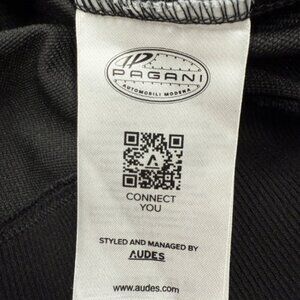 PAGANI
AUTOMOBILI MODENA
CONNECT
YOU
STYLED AND MANAGED BY
AUDES
www.audes.com